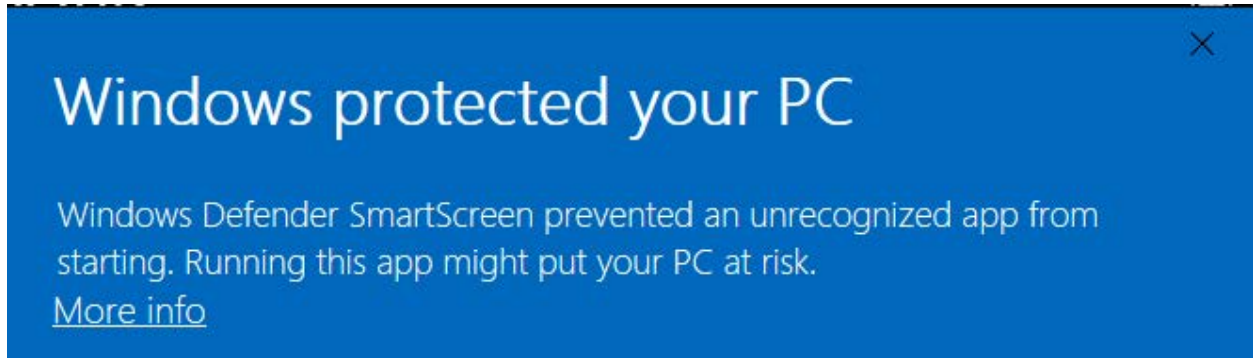 Windows protected your PC
Windows Defender SmartScreen prevented an unrecognized app from
starting. Running this app might put your PC at risk.
More info